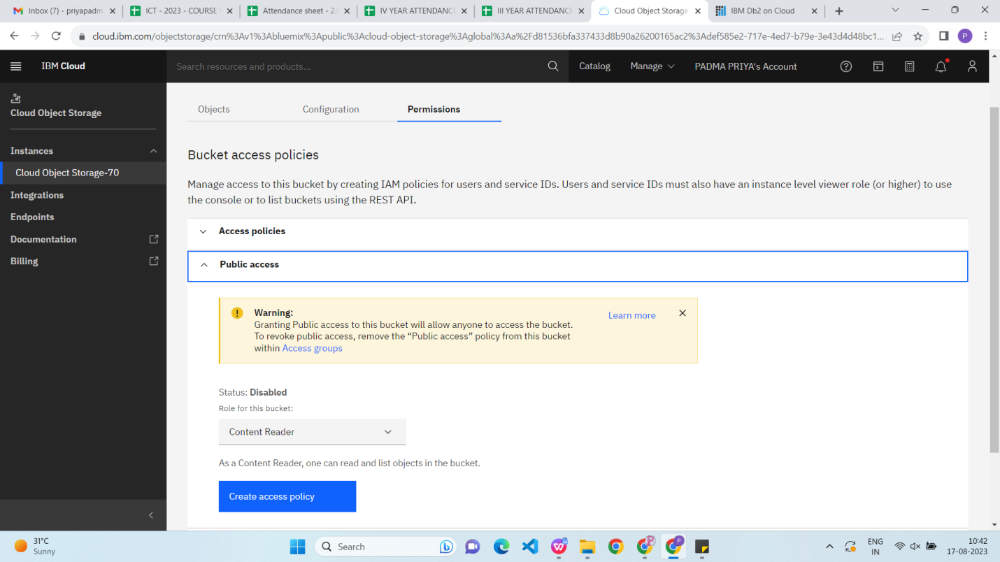 Inbox (7) - priyapadm
ICT - 2023 - COURSE
Attendance sheet - 23
IV YEAR ATTENDANCE
III YEAR ATTENDANCE
Cloud Object Storage
IBM Db2 on Cloud
cloud.ibm.com/objectstorage/crn%3Av1%3Abluemix%3Apublic%3Acloud-object-storage%3Aglobal%3Aa%2Fd81536bfa337433d8b90a26200165ac2%3Adef585e2-717e-4ed7-b79e-3e43d4d48bc1...
P
IBM Cloud
Search resources and products...
Catalog
Manage
PADMA PRIYA's Account
Cloud Object Storage
Instances
Cloud Object Storage-70
Integrations
Endpoints
Documentation
Billing
Objects
Configuration
Permissions
Bucket access policies
Manage access to this bucket by creating IAM policies for users and service IDs. Users and service IDs must also have an instance level viewer role (or higher) to use
the console or to list buckets using the REST API.
Access policies
Public access
Warning:
Granting Public access to this bucket will allow anyone to access the bucket.
To revoke public access, remove the “Public access” policy from this bucket
within Access groups
Learn more
Status: Disabled
Role for this bucket:
Content Reader
As a Content Reader, one can read and list objects in the bucket.
Create access policy
31°C
Sunny
Search
ENG
IN
10:42
17-08-2023